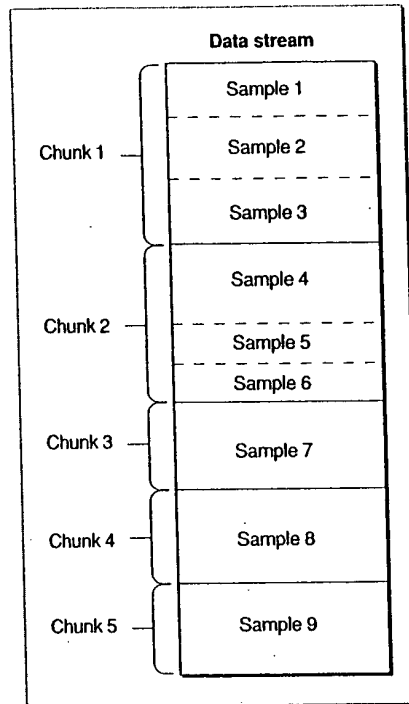 Data stream
Sample 1
Chunk 1
Sample 2
Sample 3
Sample 4
Chunk 2
Sample 5
Sample 6
Chunk 3
Sample 7
Chunk 4
Sample 8
Chunk 5
Sample 9